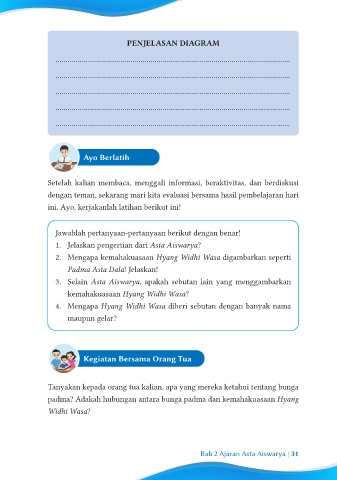 PENJELASAN DIAGRAM
Ayo Berlatih
Setelah kalian membaca, menggali informasi, beraktivitas, dan berdiskusi
dengan teman, sekarang mari kita evaluasi bersama hasil pembelajaran hari
ini. Ayo, kerjakanlah latihan berikut ini!
Jawablah pertanyaan-pertanyaan berikut dengan benar!
1. Jelaskan pengertian dari Asta Aiswarya?
2. Mengapa kemahakuasaan Hyang Widhi Wasa digambarkan seperti
Padma Asta Dala! Jelaskan!
3. Selain Asta Aiswarya, apakah sebutan lain yang menggambarkan
kemahakuasaan Hyang Widhi Wasa?
4. Mengapa Hyang Widhi Wasa diberi sebutan dengan banyak nama
maupun gelar?
Kegiatan Bersama Orang Tua
Tanyakan kepada orang tua kalian, apa yang mereka ketahui tentang bunga
padma? Adakah hubungan antara bunga padma dan kemahakuasaan Hyang
Widhi Wasa?
Bab 2 Ajaran Asta Aiswarya | 31